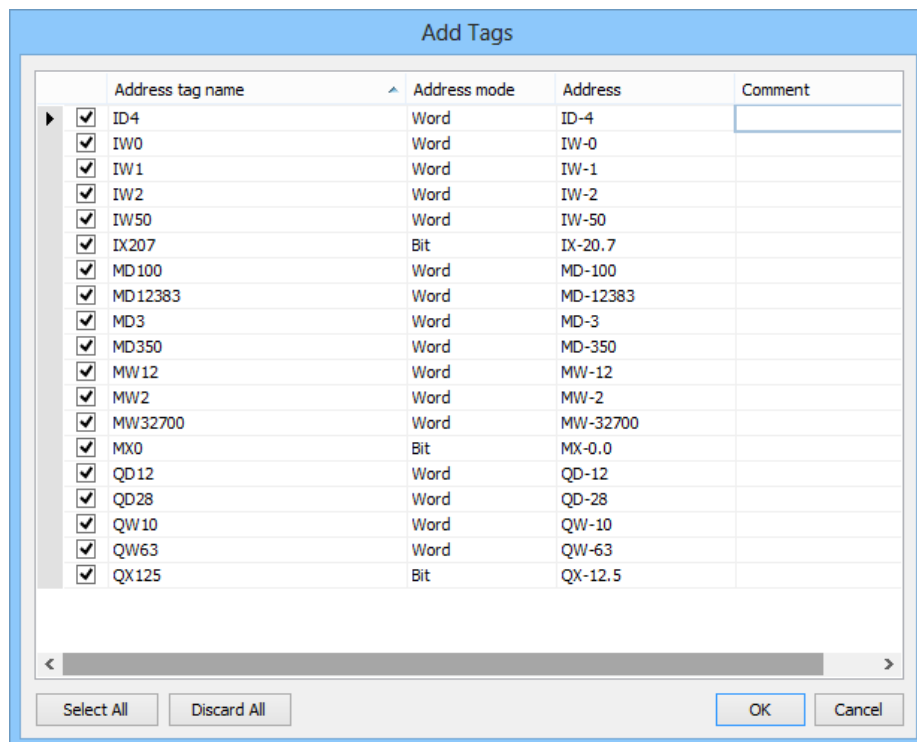 Add Tags
Address tag name Address mode Address Comment
ID4 Word ID-4
IW0 Word IW-0
IW1 Word IW-1
IW2 Word IW-2
IW50 Word IW-50
IX207 Bit IX-20.7
MD100 Word MD-100
MD12383 Word MD-12383
MD3 Word MD-3
MD350 Word MD-350
MW12 Word MW-12
MW2 Word MW-2
MW32700 Word MW-32700
MX0 Bit MX-0.0
QD12 Word QD-12
QD28 Word QD-28
QW10 Word QW-10
QW63 Word QW-63
QX125 Bit QX-12.5
Select All Discard All OK Cancel